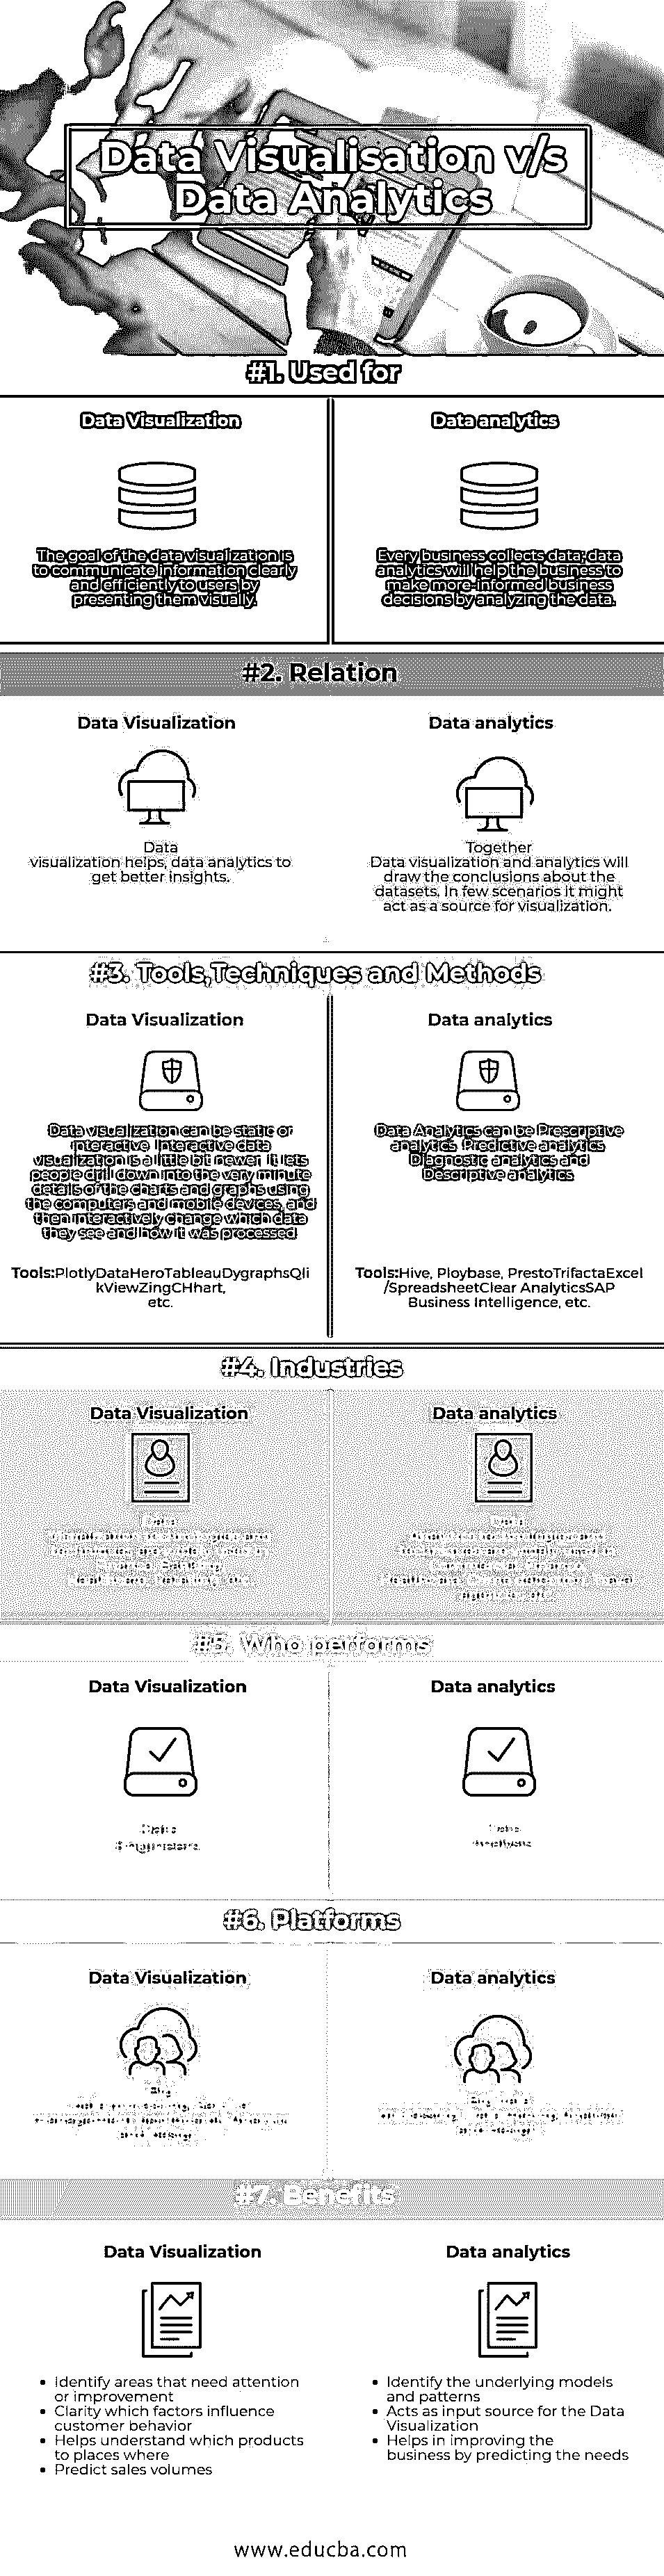 Data Visualisation v/s
Data Analytics
#1. Used for
Data Visualization
The goal of the data visualization is
to communicate information clearly
and efficiently to users by
presenting them visually.
Data analytics
Every business collects data; data
analytics will help the business to
make more-informed business
decisions by analyzing the data.
#2. Relation
Data Visualization
Data
visualization helps, data analytics to
get better insights.
Data analytics
Together
Data visualization and analytics will
draw the conclusions about the
datasets. In few scenarios it might
act as a source for visualization.
#3. Tools,Techniques and Methods
Data Visualization
Data visualization can be static or
interactive. Interactive data
visualization is a little bit newer. It lets
people drill down into the very minute
details of the charts and graphs using
the computers and mobile devices, and
then interactively change which data
they see and how it was processed
Tools:PlotlyDataHeroTableauDygraphsQli
kViewZingCHhart,
etc.
Data analytics
Data Analytics can be Prescriptive
analytics, Predictive analytics
Diagnostic analytics and
Descriptive analytics
Tools:Hive, Ploybase, PrestoTrifactaExcel
/SpreadsheetClear AnalyticsSAP
Business Intelligence, etc.
#4. Industries
Data Visualization
Data analytics
#5. Who performs
Data Visualization
Data analytics
#6. Platforms
Data Visualization
Data analytics
#7. Benefits
Data Visualization
Identify areas that need attention
or improvement
Clarity which factors influence
customer behavior
Helps understand which products
to places where
Predict sales volumes
Data analytics
Identify the underlying models
and patterns
Acts as input source for the Data
Visualization
Helps in improving the
business by predicting the needs
www.educba.com